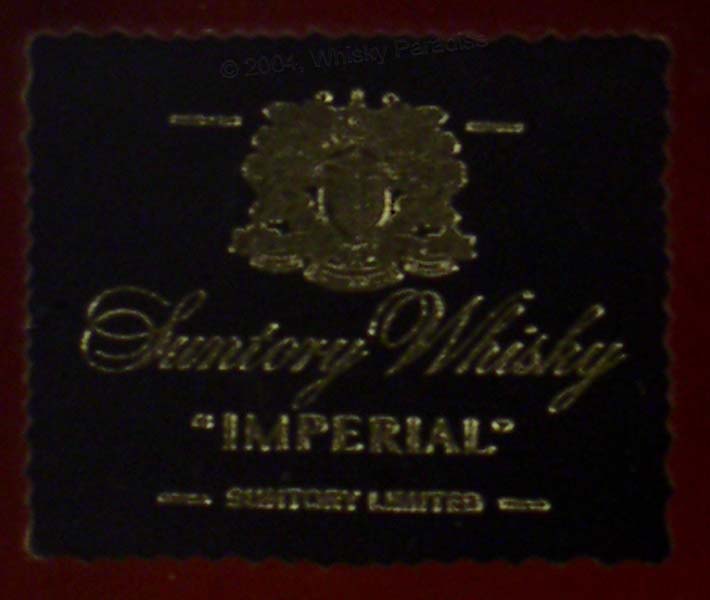 © 2004, Whisky Paradise
Suntory Whisky
"IMPERIAL"
SUNTORY LIMITED